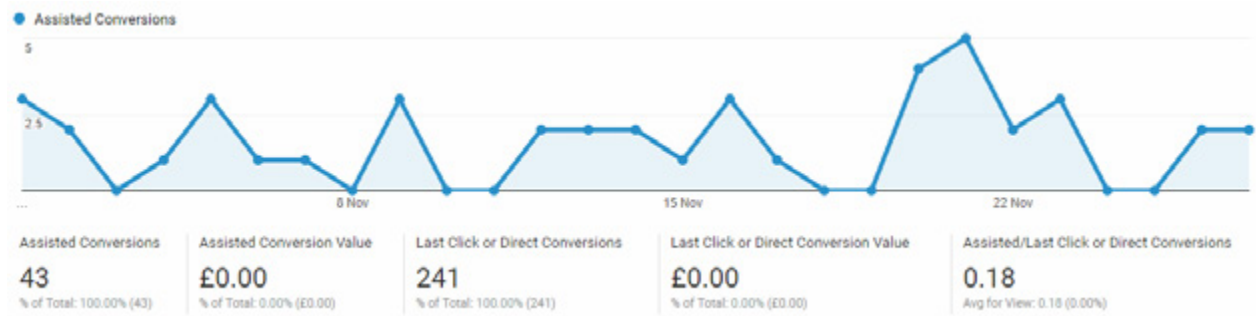 Assisted Conversions
5
2.5
... 8 Nov 15 Nov 22 Nov
Assisted Conversions Assisted Conversion Value Last Click or Direct Conversions Last Click or Direct Conversion Value Assisted/Last Click or Direct Conversions
43 £0.00 241 £0.00 0.18
% of Total: 100.00% (43) % of Total: 0.00% (£0.00) % of Total: 100.00% (241) % of Total: 0.00% (£0.00) Avg for View: 0.18 (0.00%)